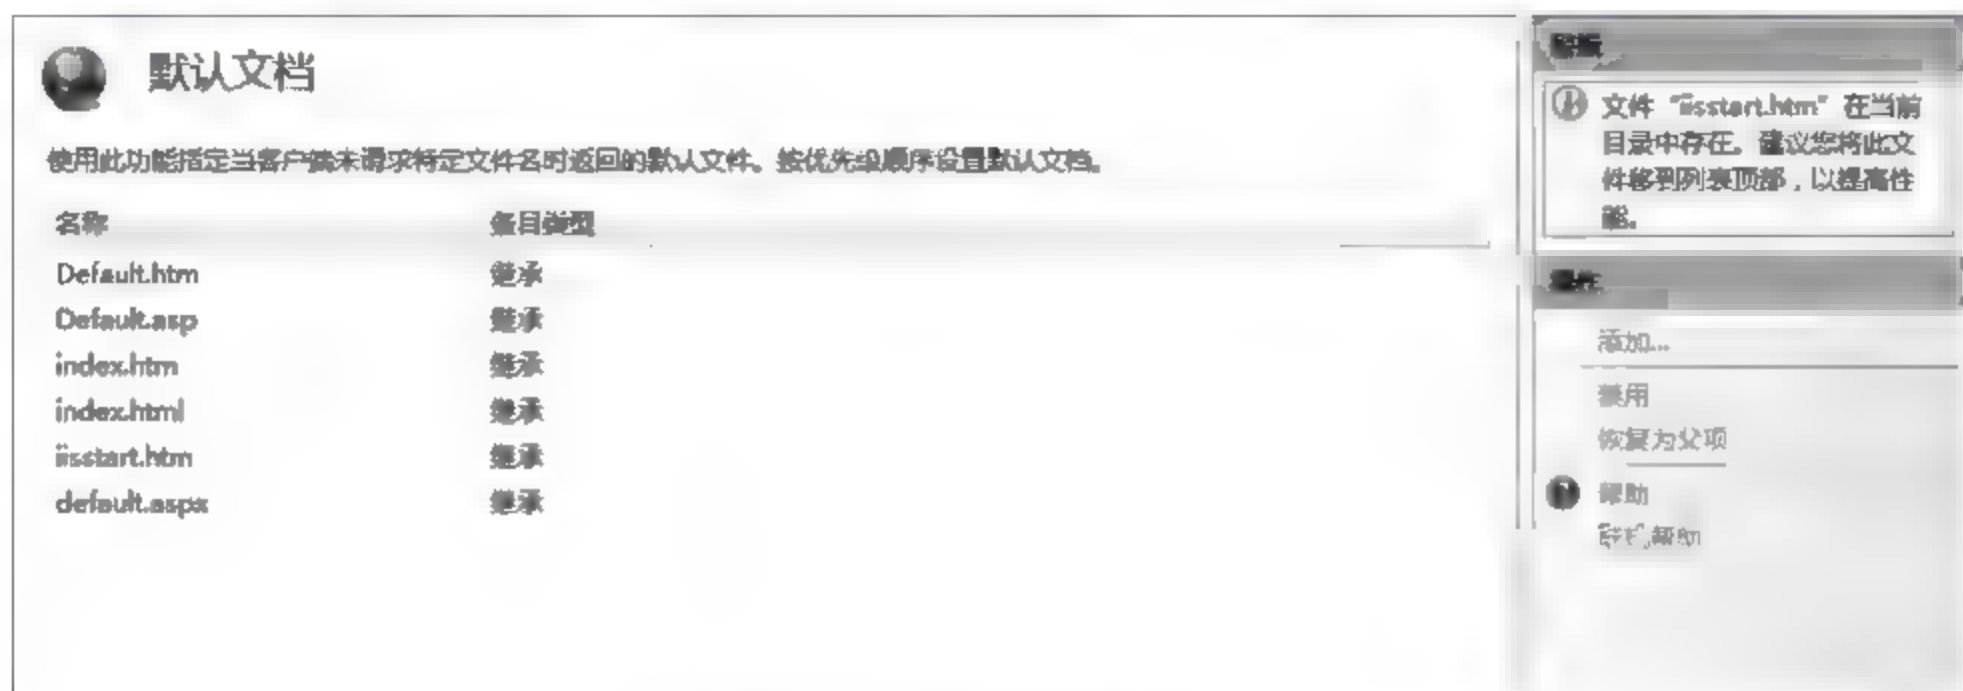 默认文档
使用此功能指定当客户端未请求特定文件名时返回的默认文件。按优先级顺序设置默认文档。
名称 条目类型
Default.htm 继承
Default.asp 继承
index.htm 继承
index.html 继承
iisstart.htm 继承
default.aspx 继承
文件“iisstart.htm”在当前
目录中存在。建议您将此文
件移到列表顶部，以提高性
能。
添加...
禁用
恢复为父项
帮助
联机帮助